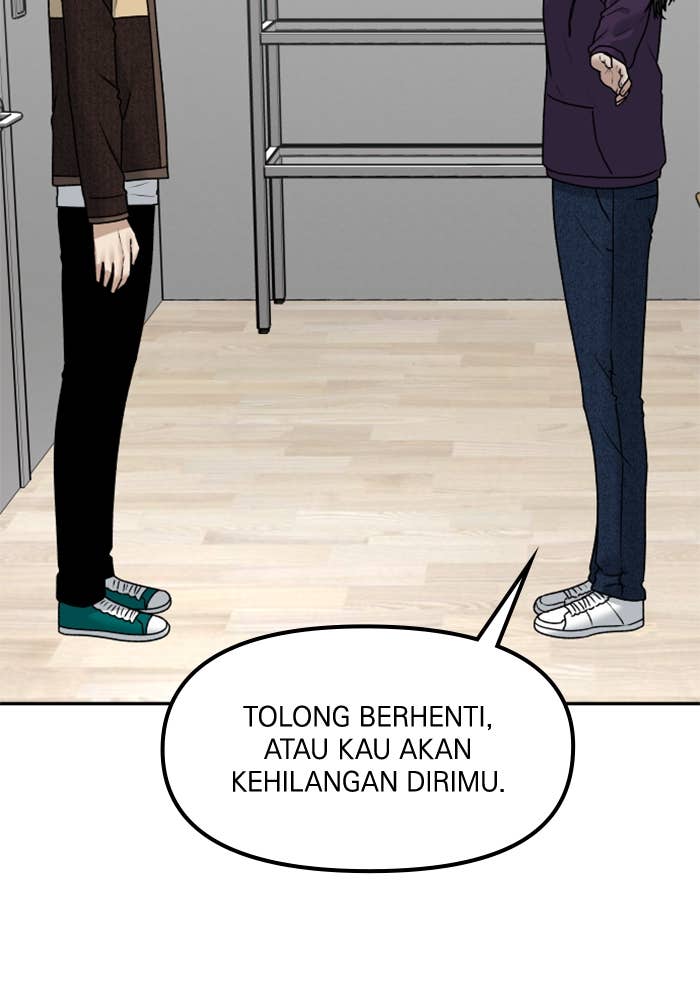 TOLONG BERHENTI,
ATAU KAU AKAN
KEHILANGAN DIRIMU.